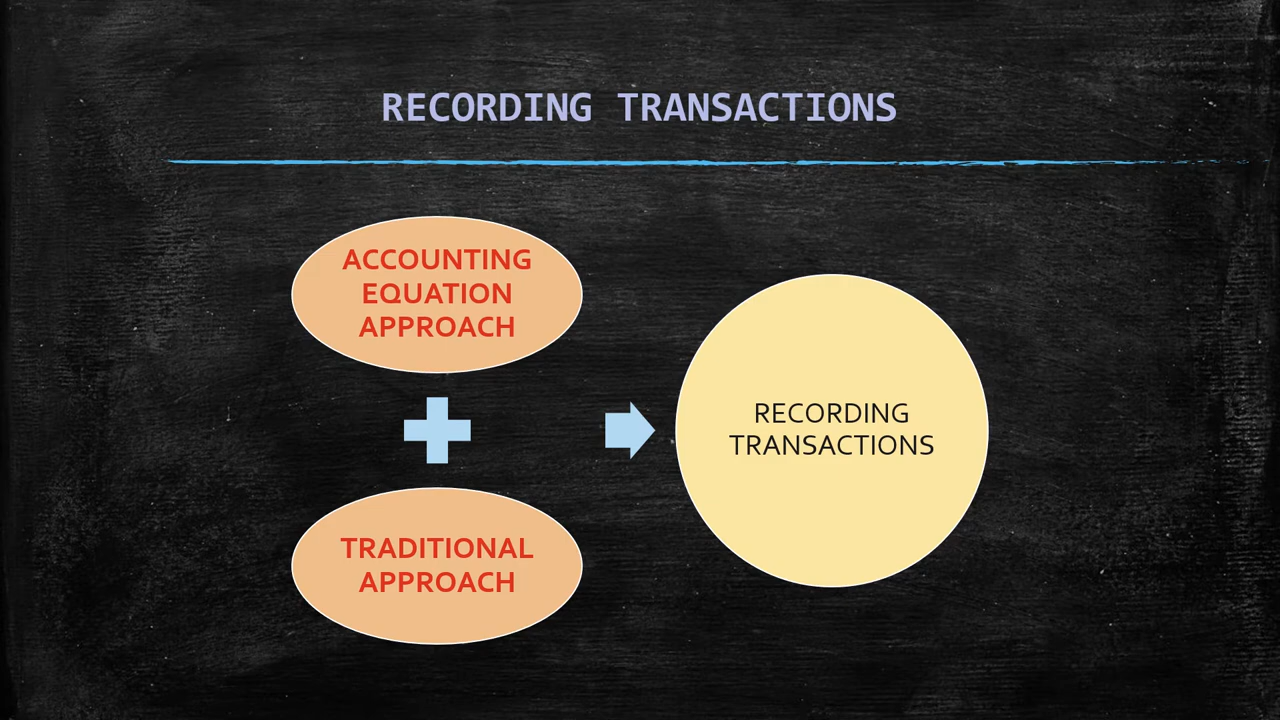 RECORDING TRANSACTIONS
ACCOUNTING
EQUATION
APPROACH
TRADITIONAL
APPROACH
RECORDING
TRANSACTIONS